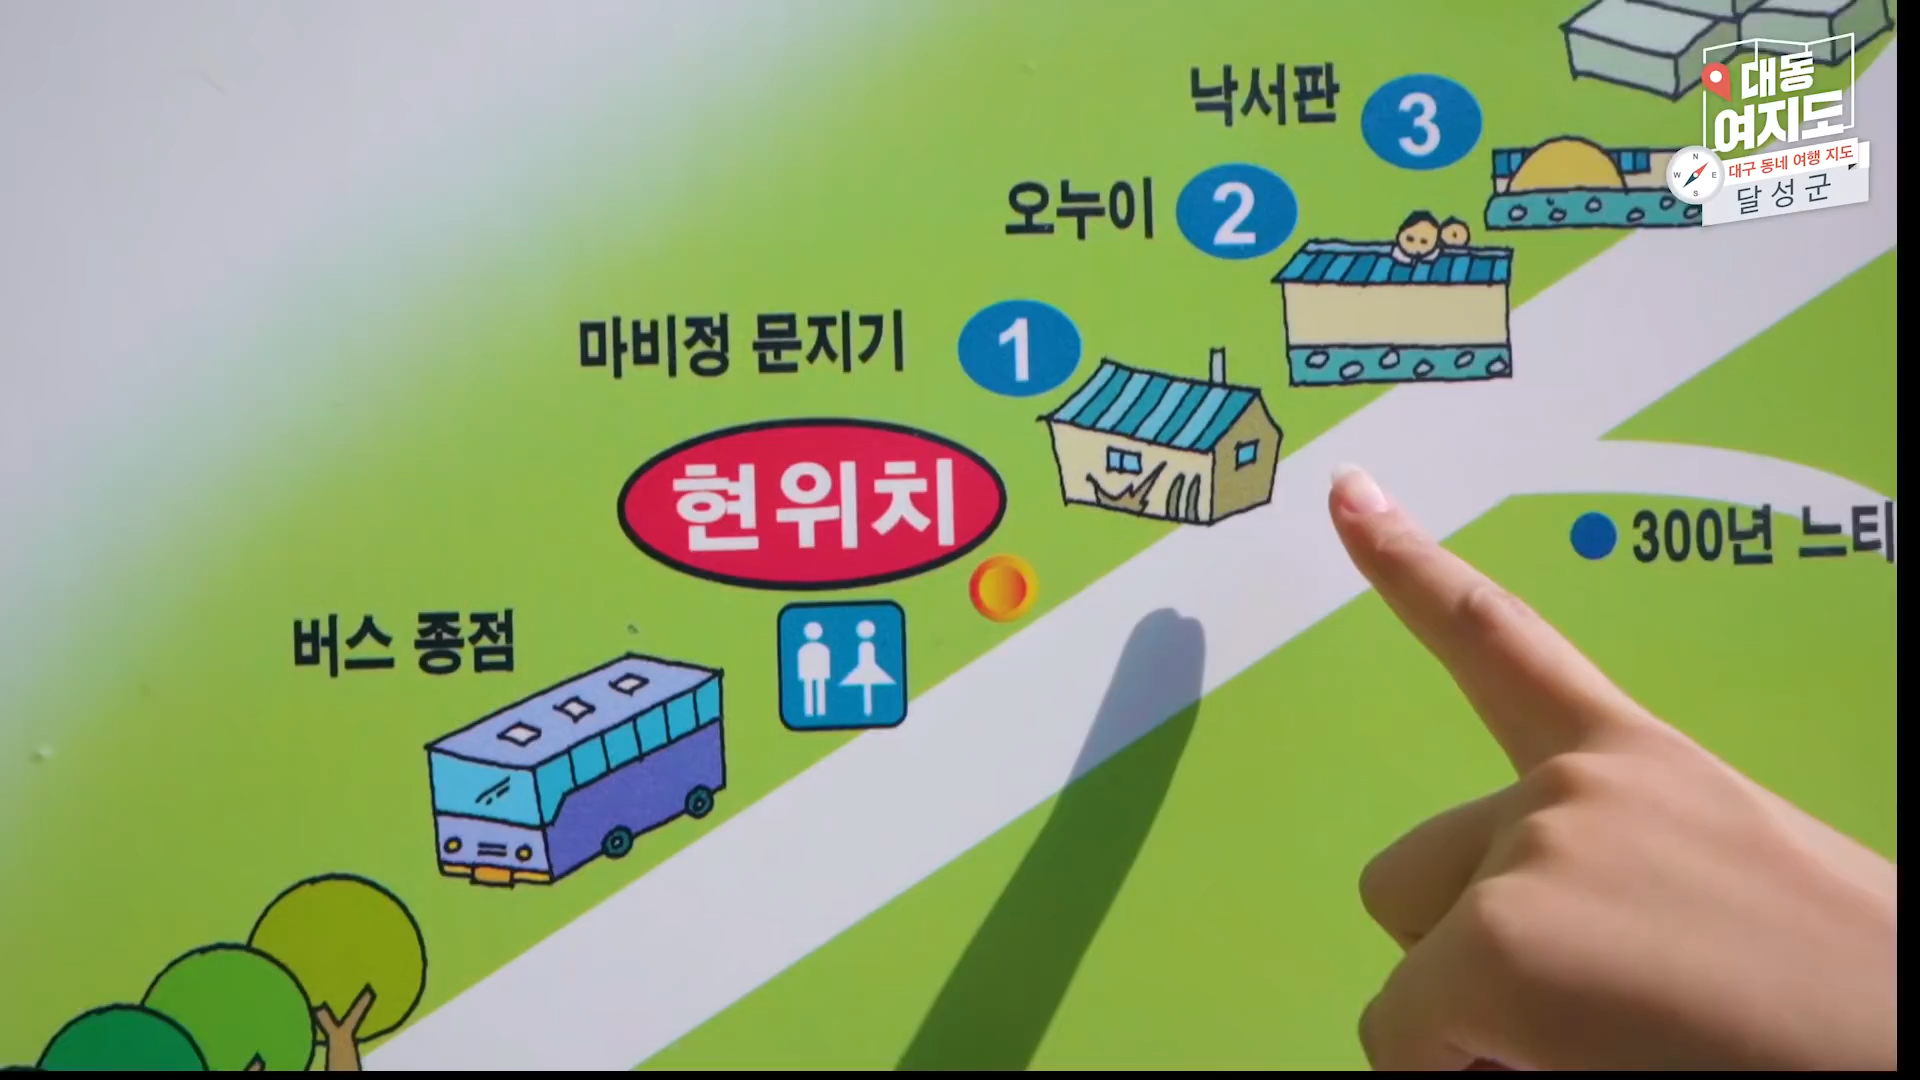 낙서판 3
오누이 2
마비정 문지기 1
현위치
버스 종점
300년 느티
대동
여지도
대구 동네 여행 지도
달성군
N
W E
S